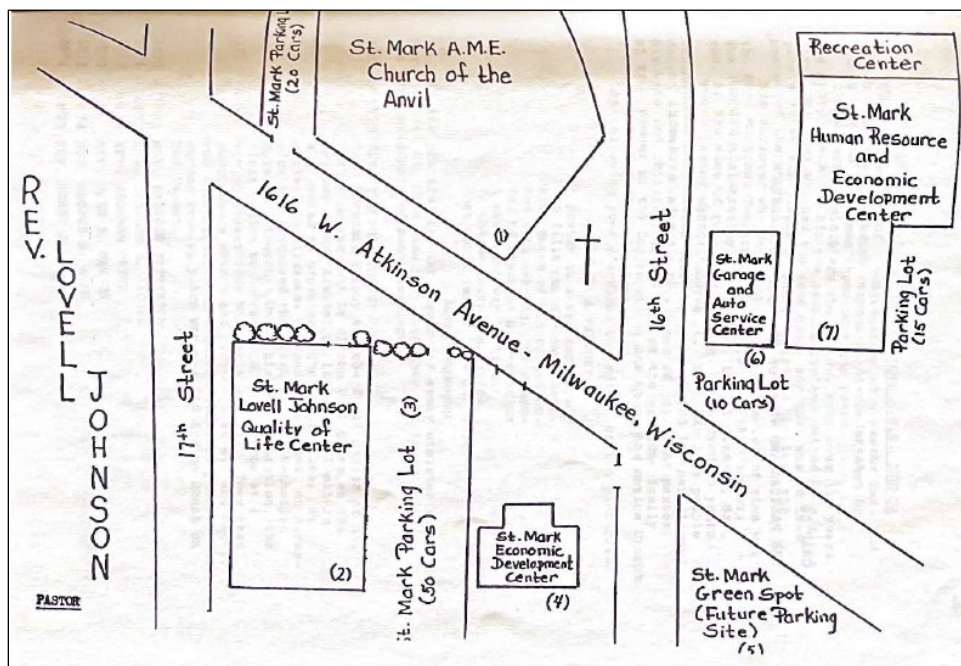 St. Mark Parking L
(20 Cars)
St. Mark A.M.E.
Church of the
Anvil
(1)
Recreation
Center
St. Mark
Human Resource
and
Economic
Development
Center
(7)
Parking Lot
(15 Cars)
St. Mark
Garage
and
Auto
Service
Center
(6)
Parking Lot
(10 Cars)
16th Street
1616 W. Atkinson Avenue - Milwaukee, Wisconsin
REV.
LOVELL
JOHNSON
PASTOR
17th Street
St. Mark
Lovell Johnson
Quality of
Life Center
(2)
(3)
St. Mark Parking Lot
(50 Cars)
St. Mark
Economic
Development
Center
(4)
St. Mark
Green Spot
(Future Parking
Site)
(5)